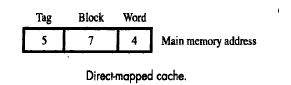 Tag Block Word
5 7 4 Main memory address
Direct-mapped cache.